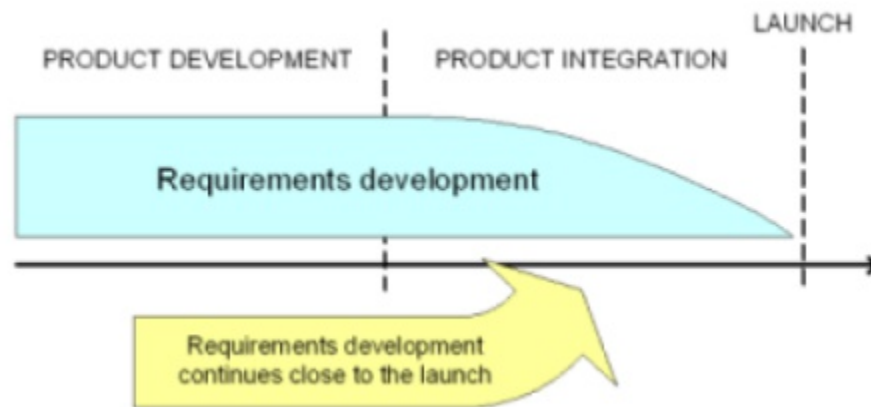 LAUNCH
PRODUCT DEVELOPMENT
PRODUCT INTEGRATION
Requirements development
Requirements development
continues close to the launch